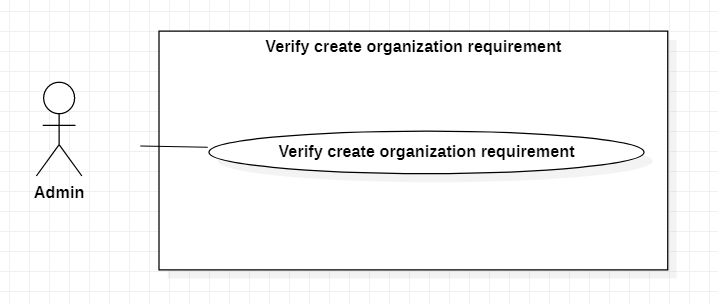 Verify create organization requirement
Verify create organization requirement
Admin